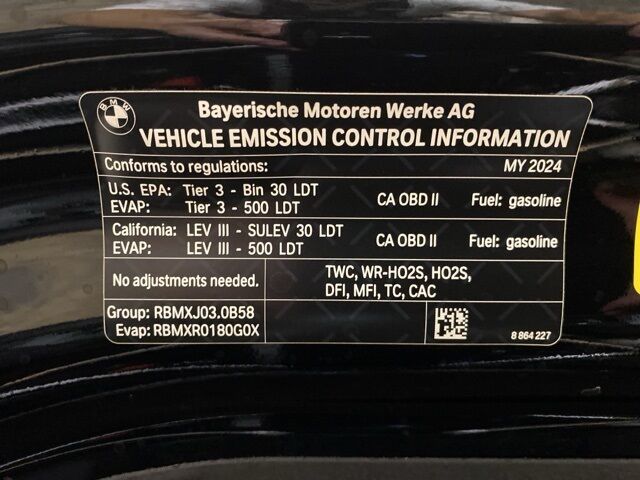 BMW
Bayerische Motoren Werke AG
VEHICLE EMISSION CONTROL INFORMATION
Conforms to regulations: MY 2024
U.S. EPA: Tier 3 - Bin 30 LDT CA OBD II Fuel: gasoline
EVAP: Tier 3 - 500 LDT
California: LEV III - SULEV 30 LDT CA OBD II Fuel: gasoline
EVAP: LEV III - 500 LDT
No adjustments needed. TWC, WR-HO2S, HO2S,
DFI, MFI, TC, CAC
Group: RBMXJ03.0B58
Evap: RBMXR0180G0X 8 864 227